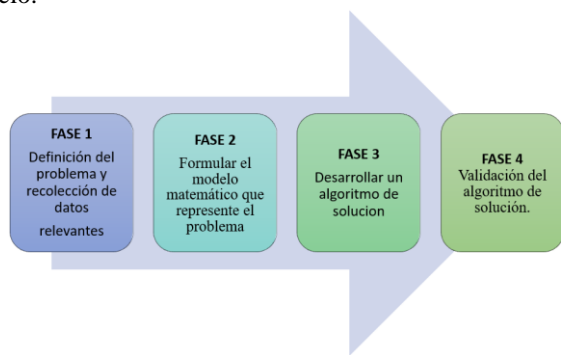 FASE 1
Definición del
problema y
recolección de
datos
relevantes
FASE 2
Formular el
modelo
matemático que
represente el
problema
FASE 3
Desarrollar un
algoritmo de
solucion
FASE 4
Validación del
algoritmo de
solución.